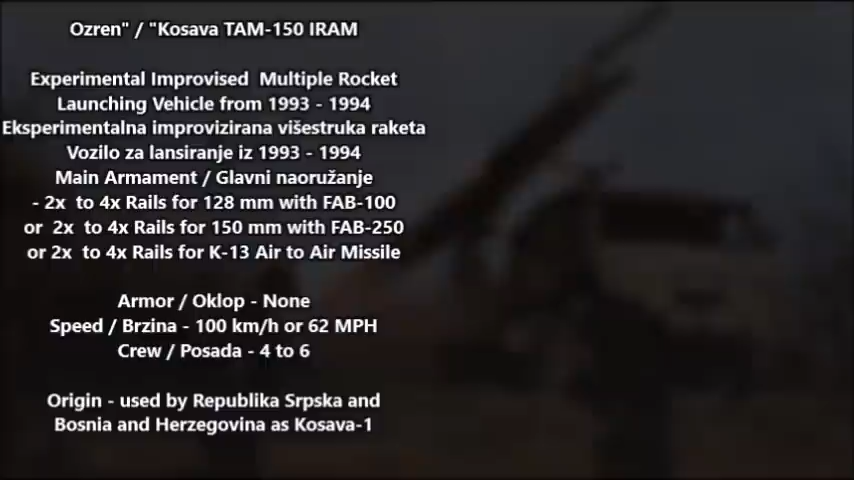 Ozren" / "Kosava TAM-150 IRAM
Experimental Improvised Multiple Rocket
Launching Vehicle from 1993 - 1994
Eksperimentalna improvizirana višestruka raketa
Vozilo za lansiranje iz 1993 - 1994
Main Armament / Glavni naoružanje
- 2x to 4x Rails for 128 mm with FAB-100
or 2x to 4x Rails for 150 mm with FAB-250
or 2x to 4x Rails for K-13 Air to Air Missile
Armor / Oklop - None
Speed / Brzina - 100 km/h or 62 MPH
Crew / Posada - 4 to 6
Origin - used by Republika Srpska and
Bosnia and Herzegovina as Kosava-1